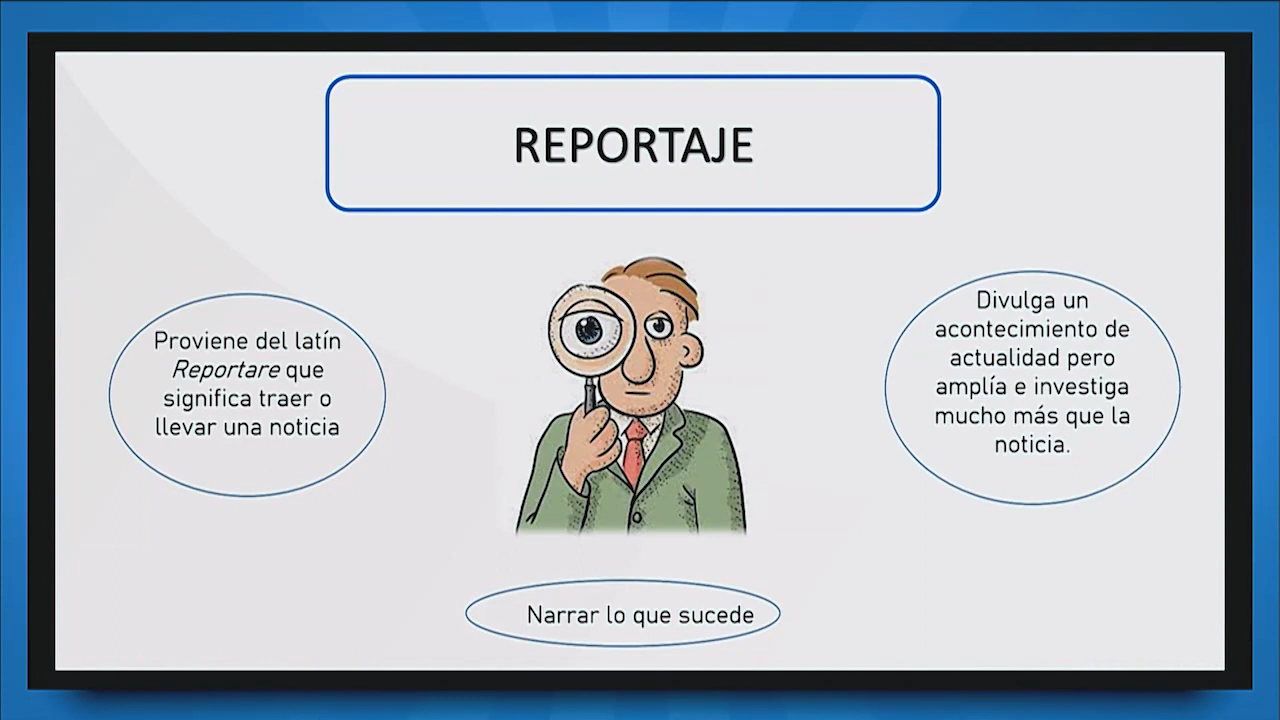 REPORTAJE
Proviene del latín
Reportare que
significa traer o
llevar una noticia
Divulga un
acontecimiento de
actualidad pero
amplía e investiga
mucho más que la
noticia.
Narrar lo que sucede